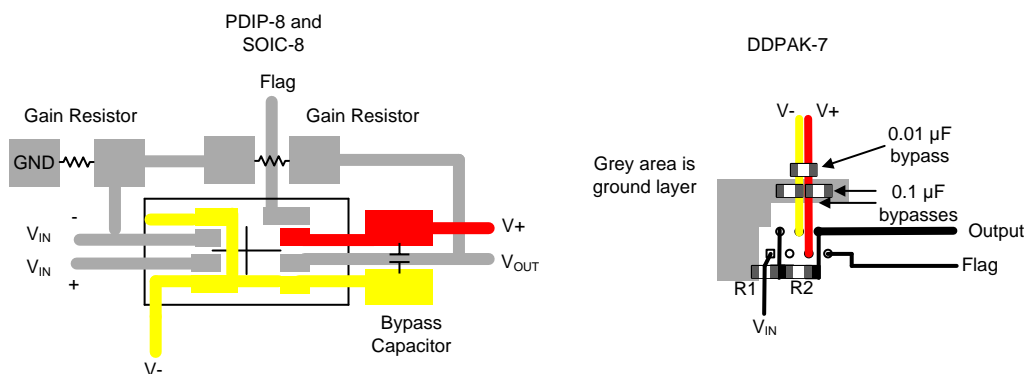 PDIP-8 and
SOIC-8
Flag
Gain Resistor
Gain Resistor
GND
-
VIN
VIN
+
V+
VOUT
Bypass
Capacitor
V-
DDPAK-7
V-
V+
0.01 µF
bypass
Grey area is
ground layer
0.1 µF
bypasses
Output
Flag
R1
R2
VIN